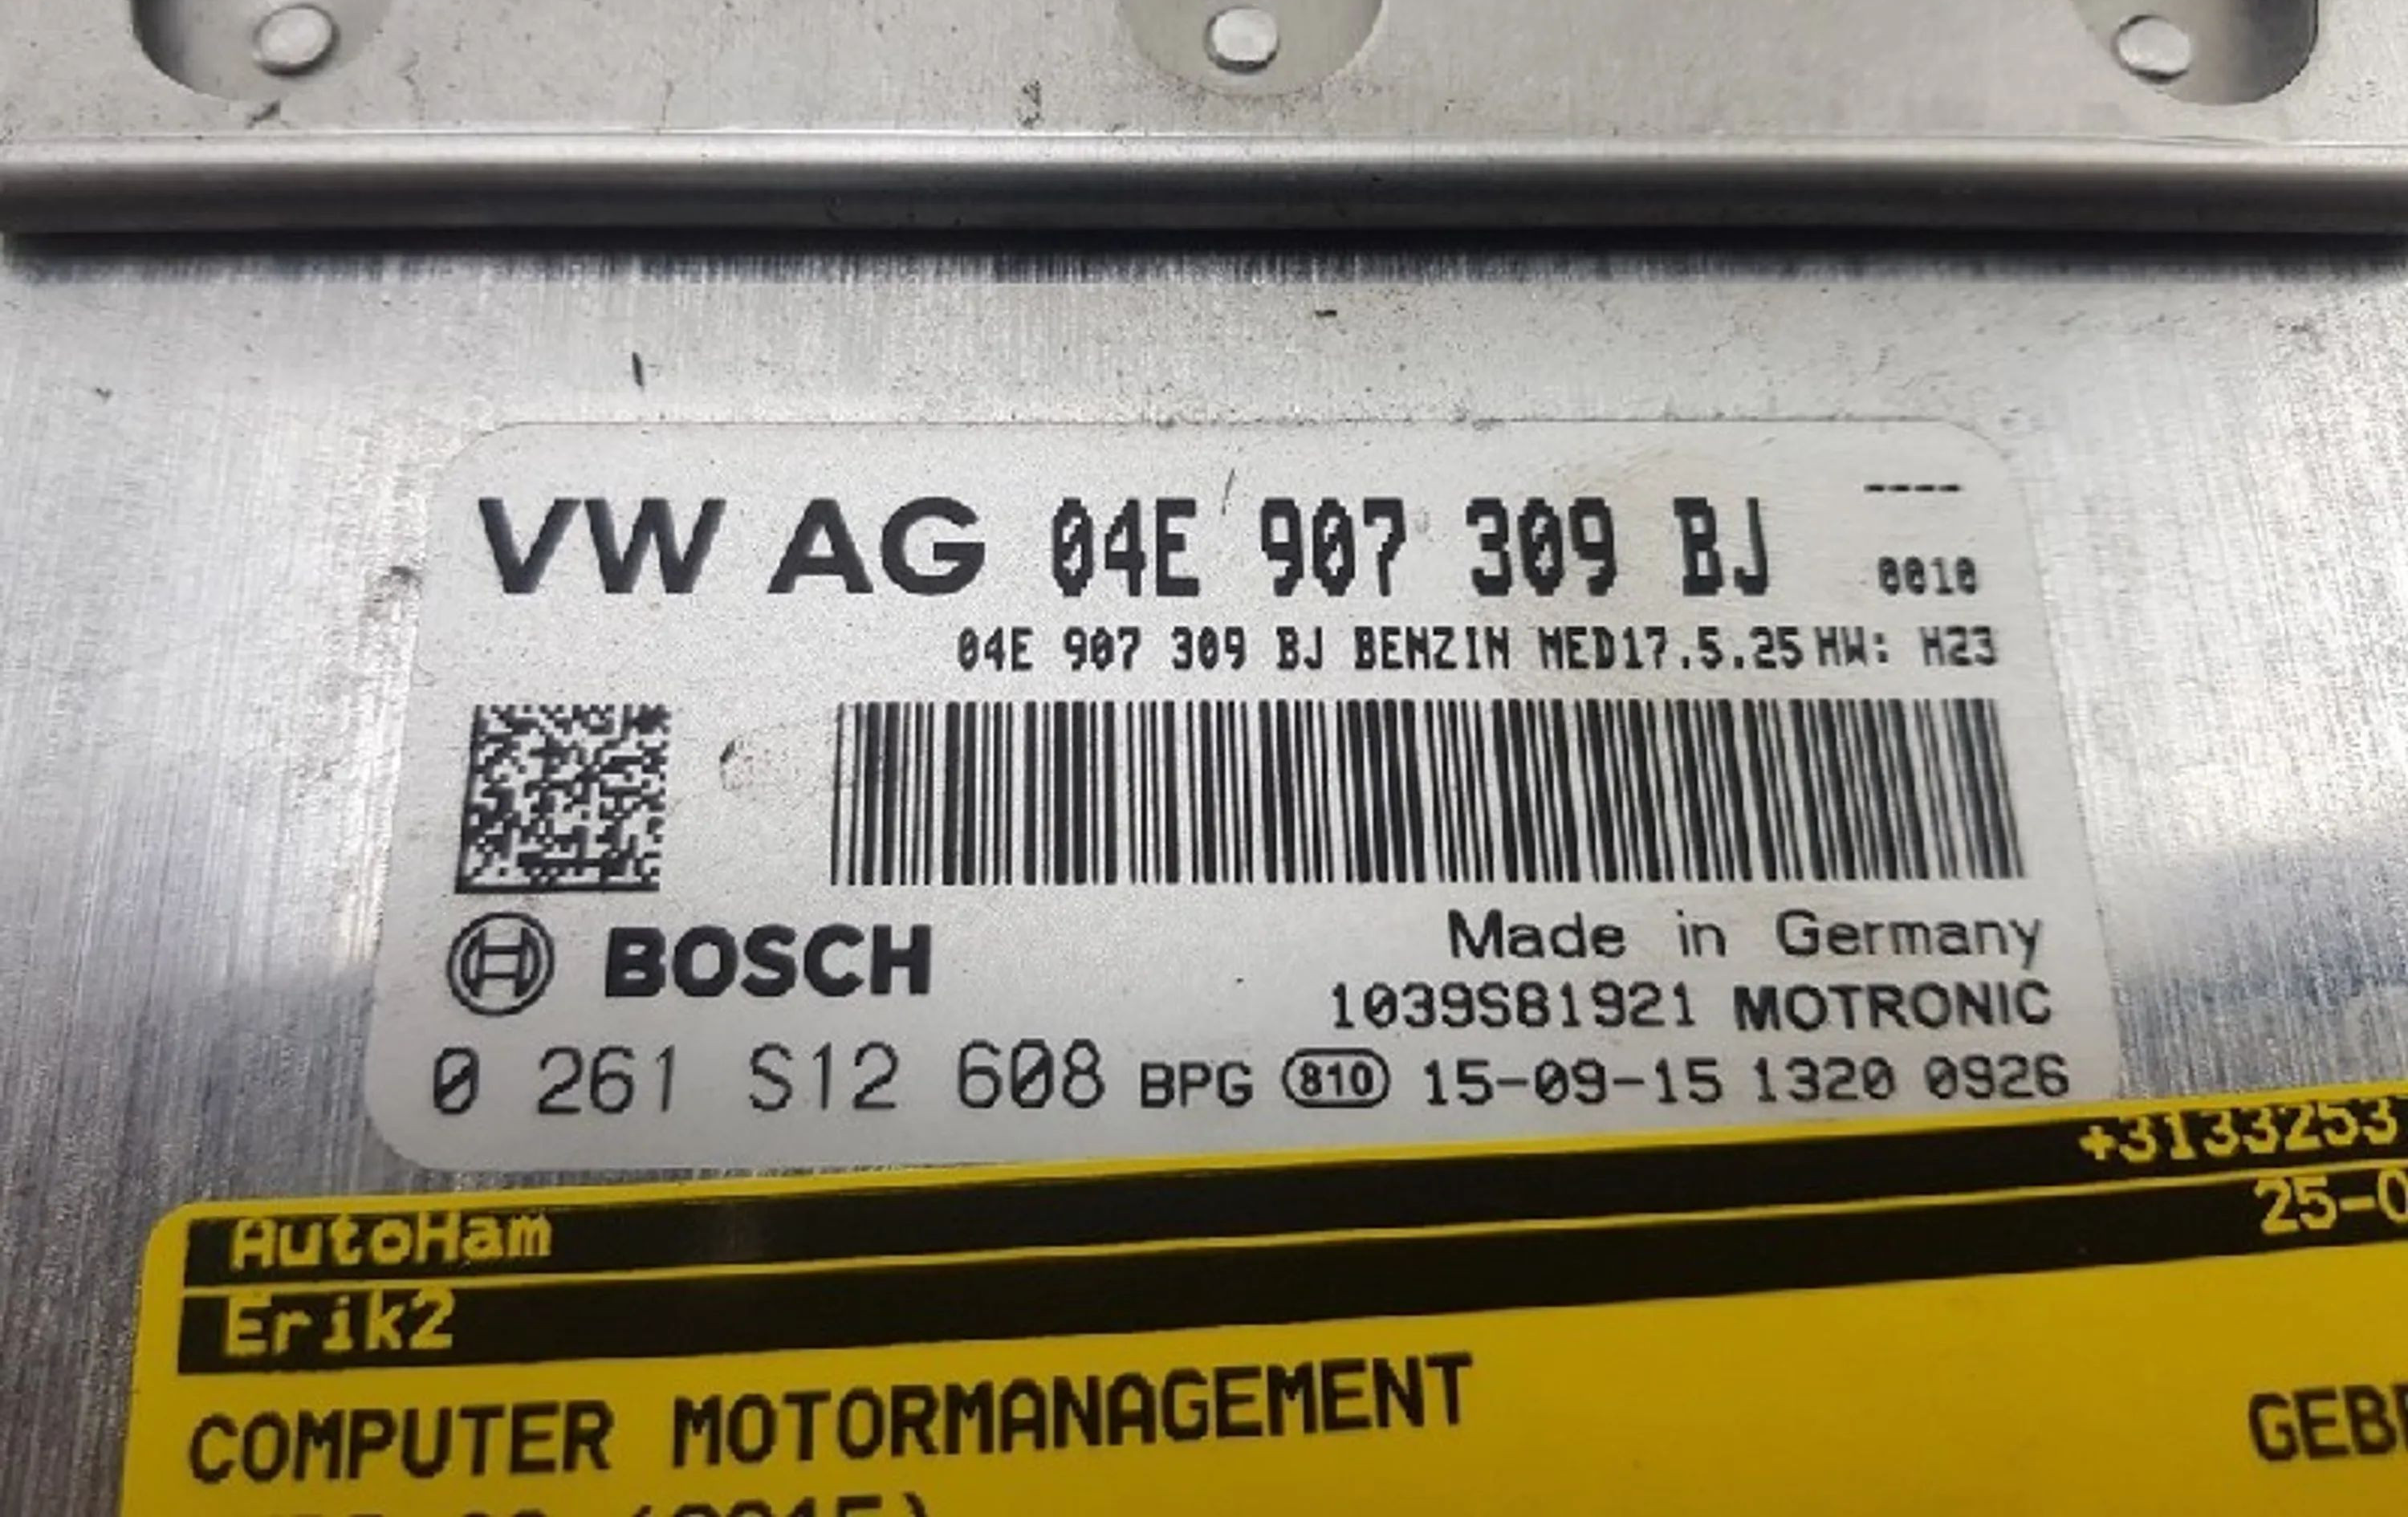 ----
VW AG 04E 907 309 BJ 0010
04E 907 309 BJ BENZIN MED17.5.25 HW: H23
BOSCH
Made in Germany
1039S81921 MOTRONIC
0 261 S12 608 BPG 810 15-09-15 1320 0926
+3133253
AutoHam
25-0
Erik2
COMPUTER MOTORMANAGEMENT
GEB